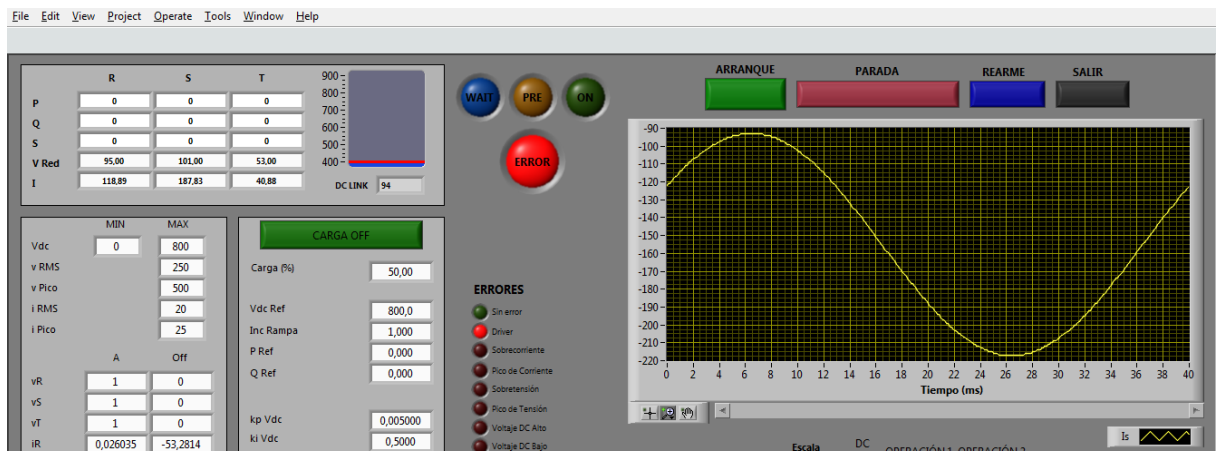 File Edit View Project Operate Tools Window Help
R S T
P 0 0 0
Q 0 0 0
S 0 0 0
V Red 95,00 101,00 53,00
I 118,89 187,83 40,88
900
800
700
600
500
400
DC LINK 94
WAIT PRE ON
ERROR
ARRANQUE PARADA REARME SALIR
MIN MAX
Vdc 0 800
v RMS 250
v Pico 500
i RMS 20
i Pico 25
A Off
vR 1 0
vS 1 0
vT 1 0
iR 0,026035 -53,2814
CARGA OFF
Carga (%) 50,00
Vdc Ref 800,0
Inc Rampa 1,000
P Ref 0,000
Q Ref 0,000
kp Vdc 0,005000
ki Vdc 0,5000
ERRORES
Sin error
Driver
Sobrecorriente
Pico de Corriente
Sobretensión
Pico de Tensión
Voltaje DC Alto
Voltaje DC Bajo
-90
-100
-110
-120
-130
-140
-150
-160
-170
-180
-190
-200
-210
-220
0 2 4 6 8 10 12 14 16 18 20 22 24 26 28 30 32 34 36 38 40
Tiempo (ms)
Is
Escala DC OPERACIÓN 1 OPERACIÓN 2